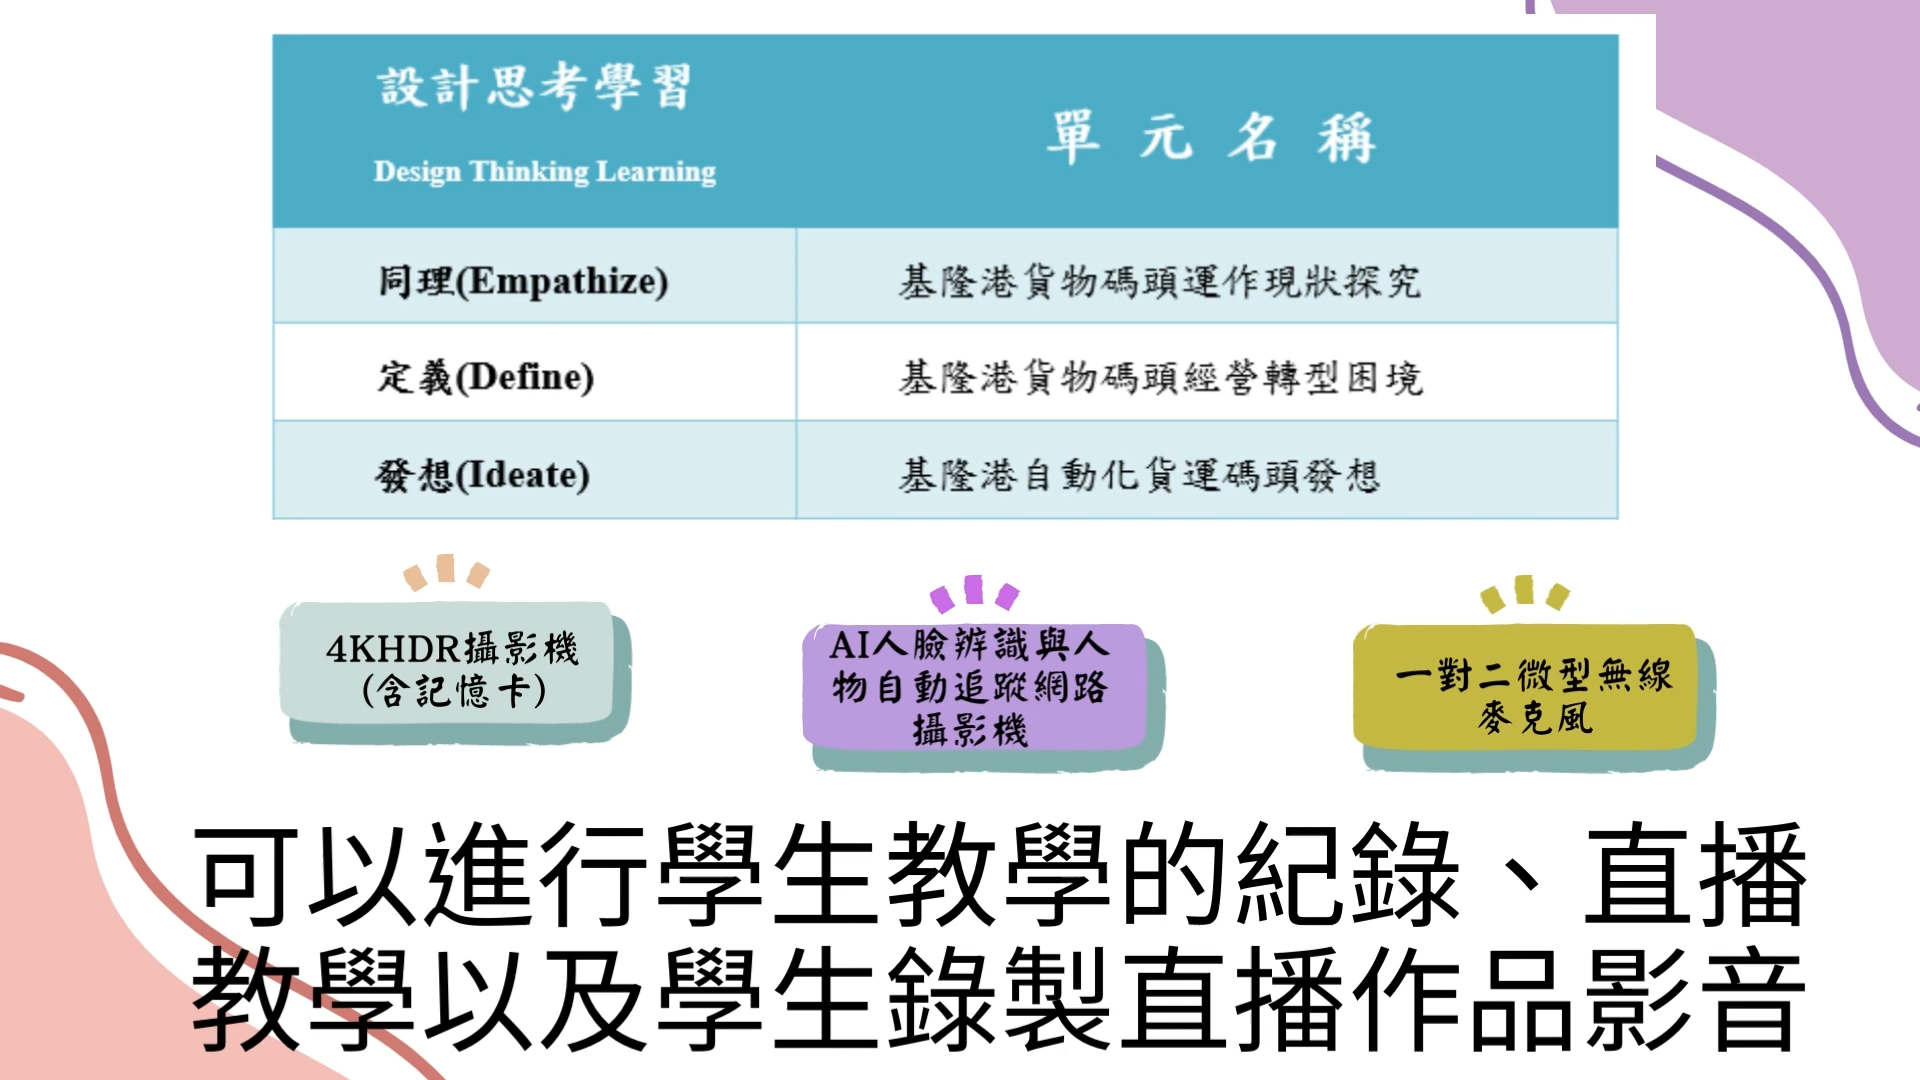 設計思考學習
Design Thinking Learning
單元名稱
同理(Empathize)
基隆港貨物碼頭運作現狀探究
定義(Define)
基隆港貨物碼頭經營轉型困境
發想(Ideate)
基隆港自動化貨運碼頭發想
4KHDR攝影機
(含記憶卡)
AI人臉辨識與人
物自動追蹤網路
攝影機
一對二微型無線
麥克風
可以進行學生教學的紀錄、直播
教學以及學生錄製直播作品影音